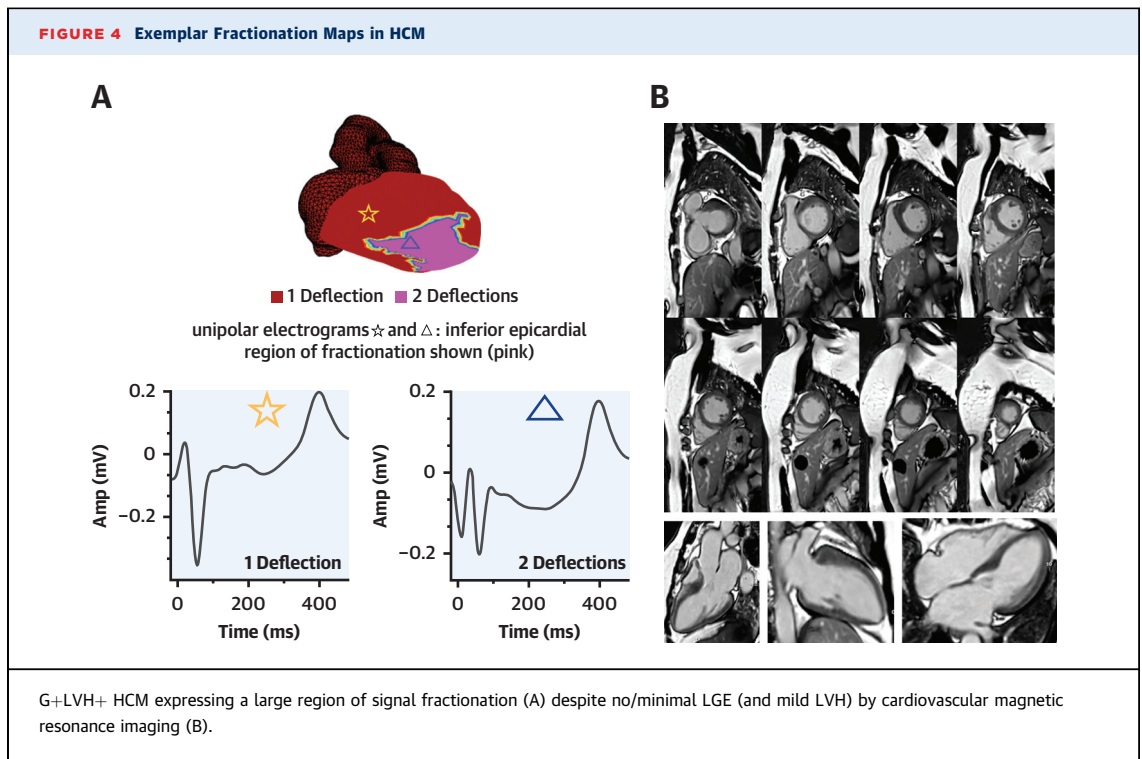 FIGURE 4 Exemplar Fractionation Maps in HCM
A
B
1 Deflection 2 Deflections
unipolar electrograms ☆ and △ : inferior epicardial
region of fractionation shown (pink)
0.2
0
−0.2
Amp (mV)
1 Deflection
0 200 400
Time (ms)
0.2
0
−0.2
Amp (mV)
2 Deflections
0 200 400
Time (ms)
G+LVH+ HCM expressing a large region of signal fractionation (A) despite no/minimal LGE (and mild LVH) by cardiovascular magnetic
resonance imaging (B).